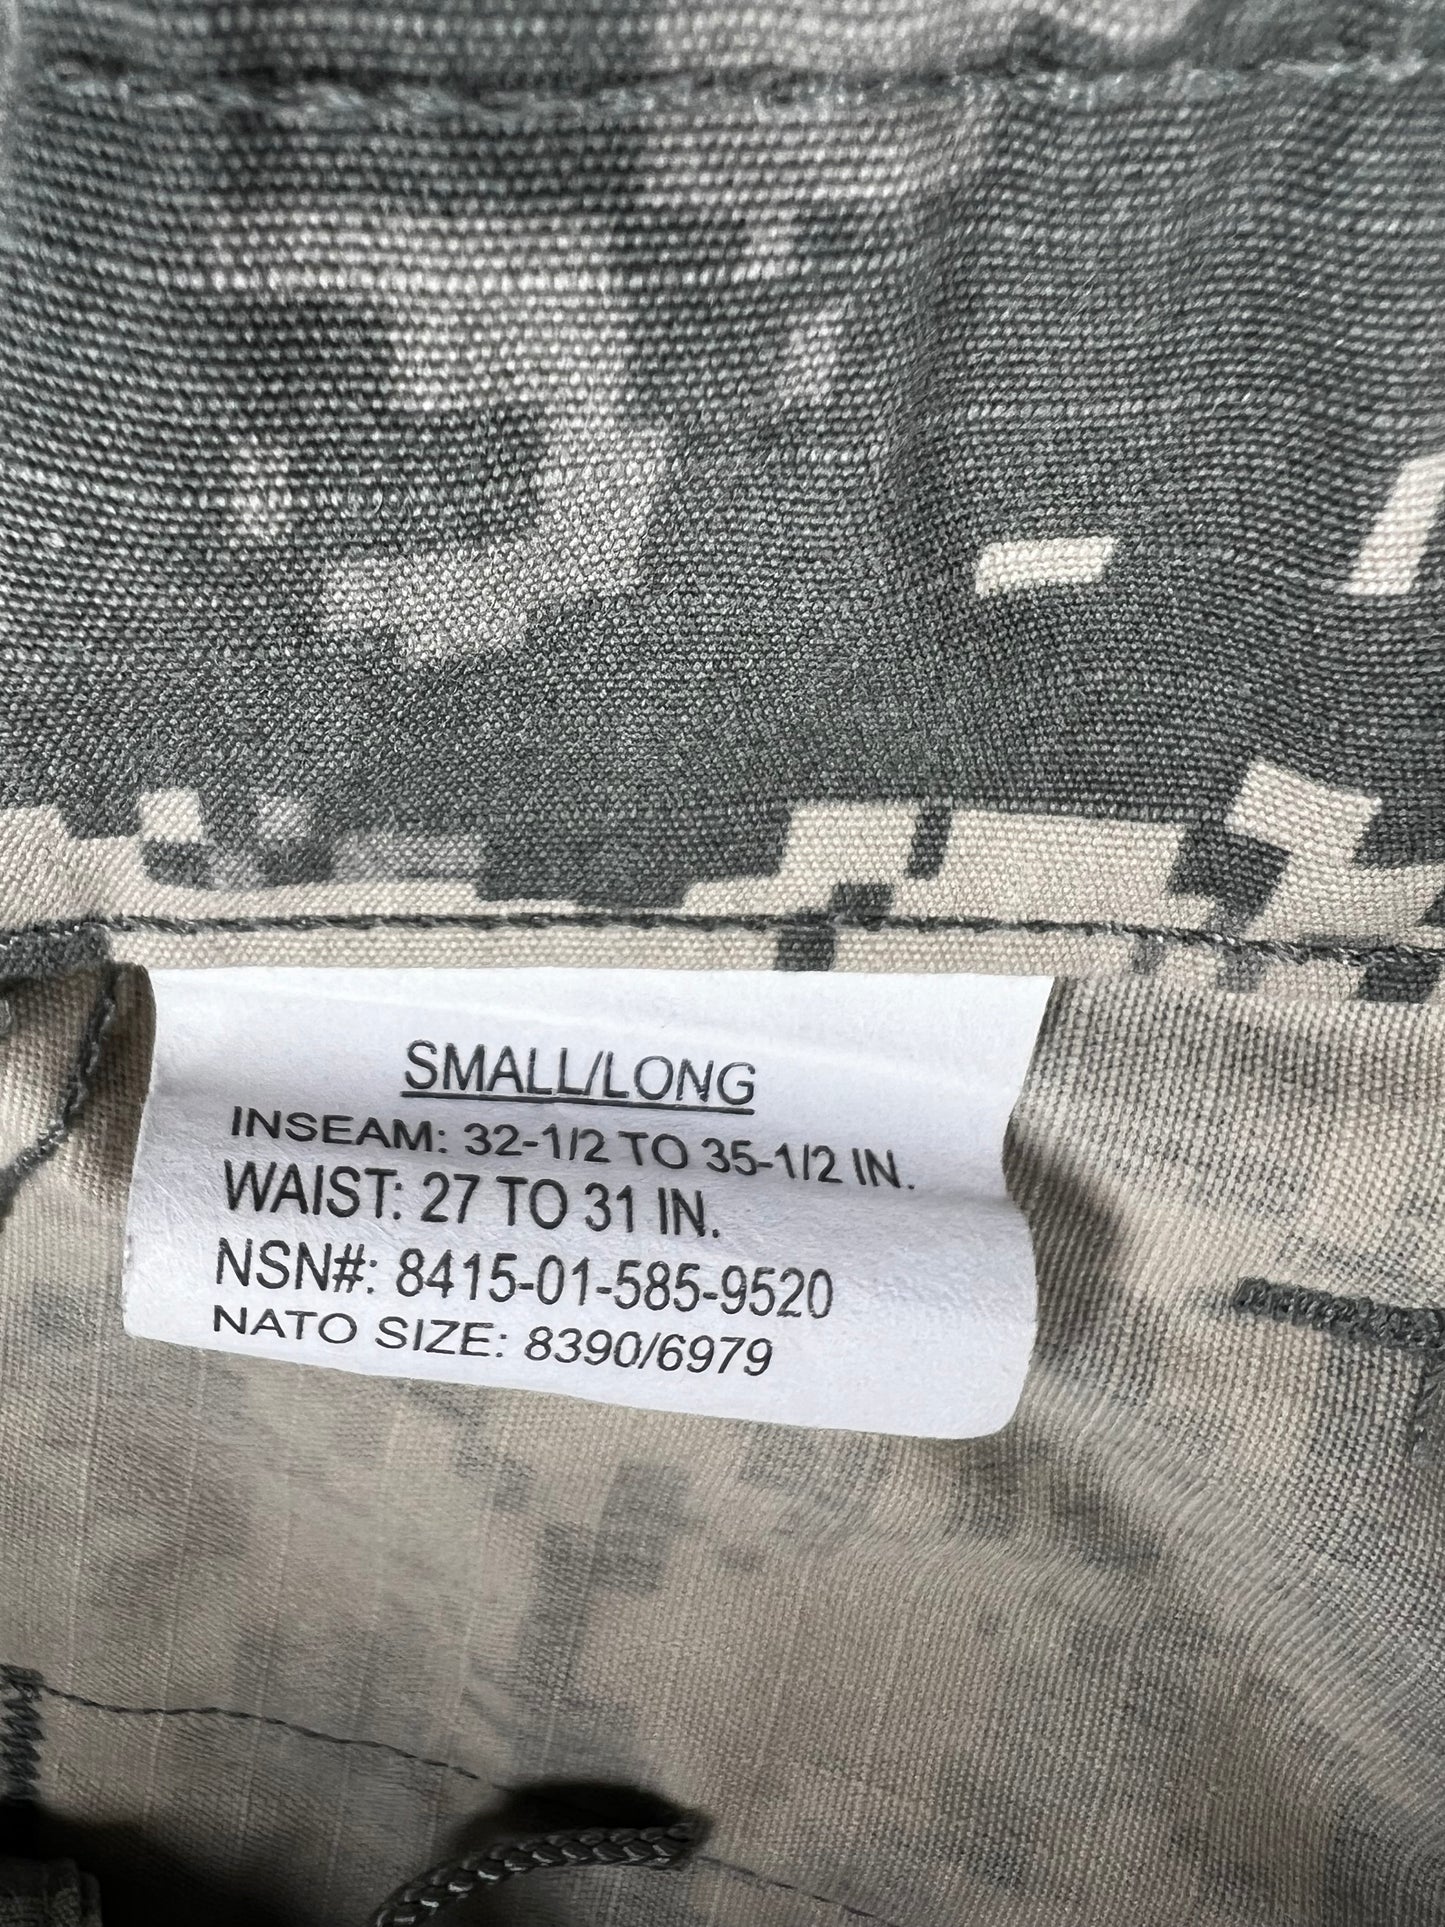 SMALL/LONG
INSEAM: 32-1/2 TO 35-1/2 IN.
WAIST: 27 TO 31 IN.
NSN#: 8415-01-585-9520
NATO SIZE: 8390/6979